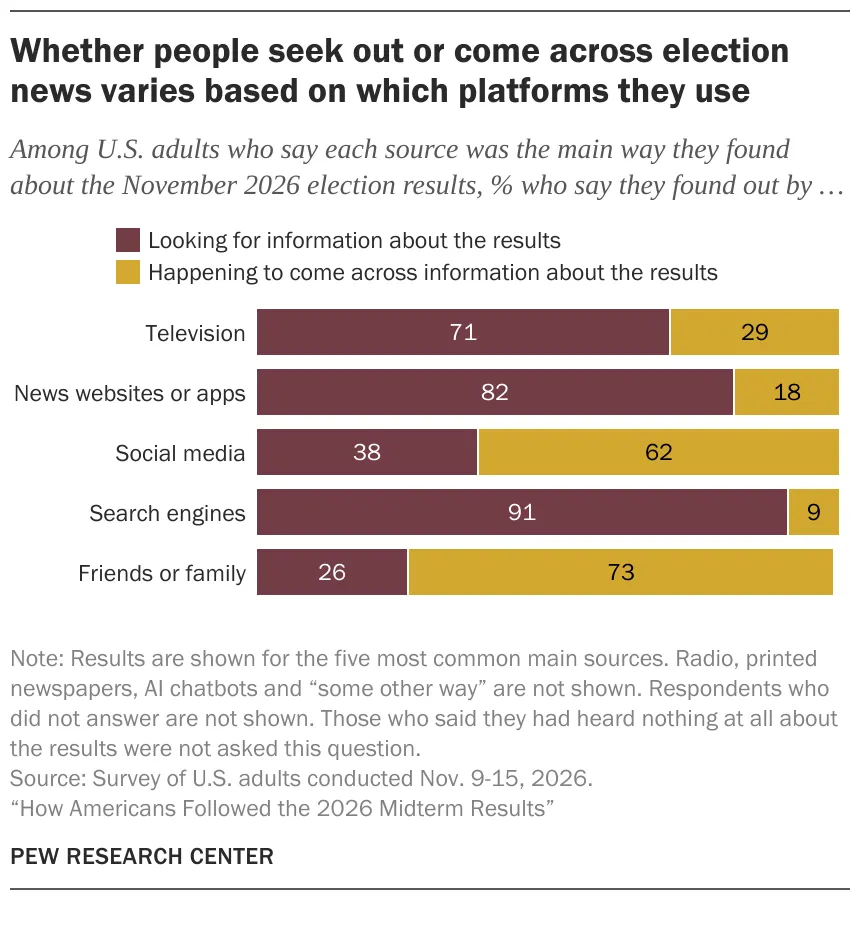 Whether people seek out or come across election
news varies based on which platforms they use
Among U.S. adults who say each source was the main way they found
about the November 2026 election results, % who say they found out by …
Looking for information about the results
Happening to come across information about the results
Television 71 29
News websites or apps 82 18
Social media 38 62
Search engines 91 9
Friends or family 26 73
Note: Results are shown for the five most common main sources. Radio, printed
newspapers, AI chatbots and “some other way” are not shown. Respondents who
did not answer are not shown. Those who said they had heard nothing at all about
the results were not asked this question.
Source: Survey of U.S. adults conducted Nov. 9-15, 2026.
“How Americans Followed the 2026 Midterm Results”
PEW RESEARCH CENTER